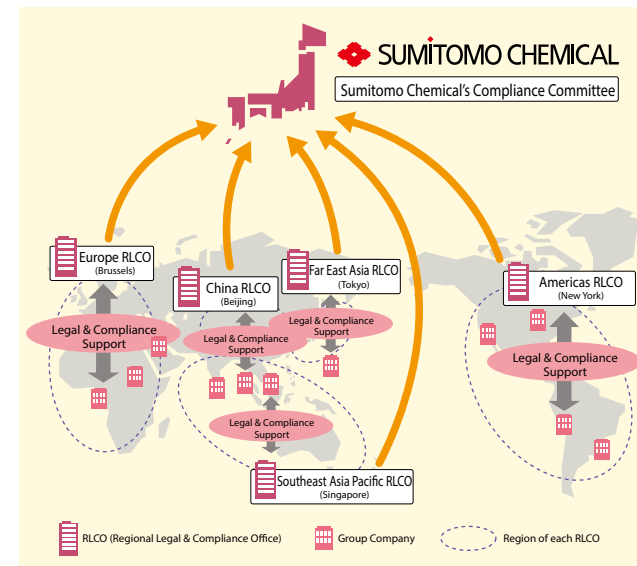 SUMITOMO CHEMICAL
Sumitomo Chemical's Compliance Committee
Europe RLCO
(Brussels)
China RLCO
(Beijing)
Far East Asia RLCO
(Tokyo)
Americas RLCO
(New York)
Legal & Compliance
Support
Legal & Compliance
Support
Legal & Compliance
Support
Legal & Compliance
Support
Legal & Compliance
Support
Southeast Asia Pacific RLCO
(Singapore)
RLCO (Regional Legal & Compliance Office)
Group Company
Region of each RLCO